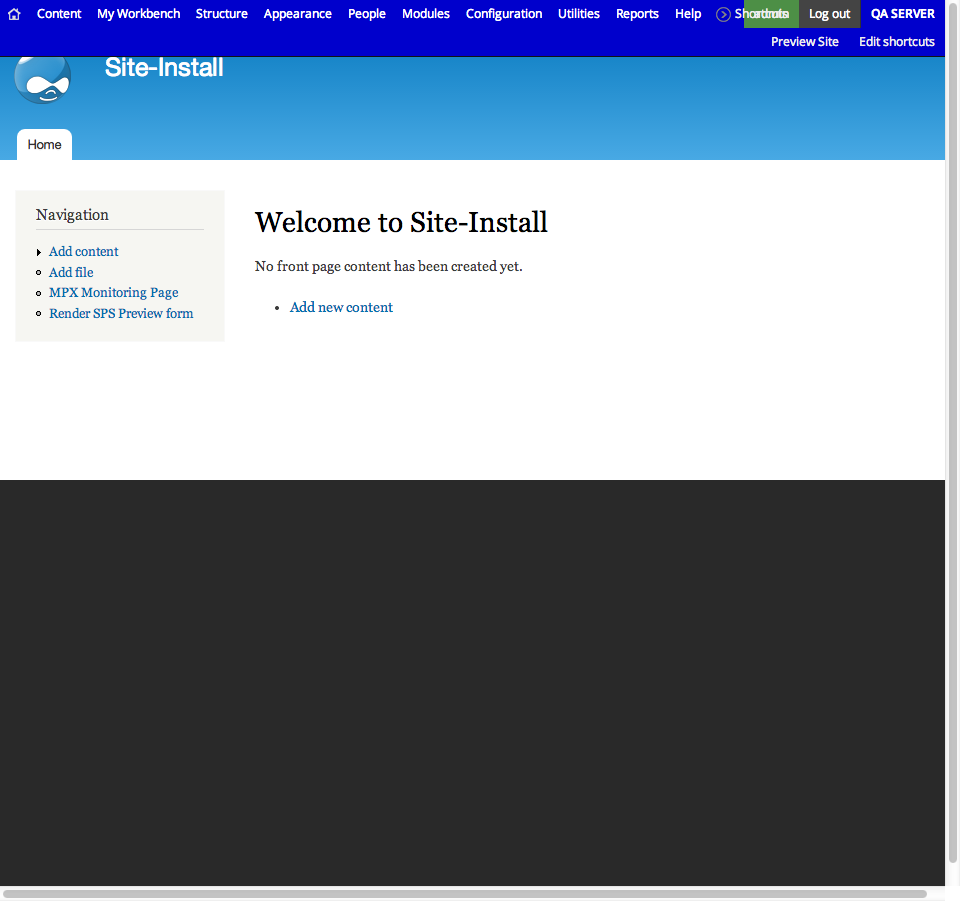 Content My Workbench Structure Appearance People Modules Configuration Utilities Reports Help Shortcuts Log out QA SERVER
Preview Site Edit shortcuts
Site-Install
Home
Navigation
Add content
Add file
MPX Monitoring Page
Render SPS Preview form
Welcome to Site-Install
No front page content has been created yet.
Add new content